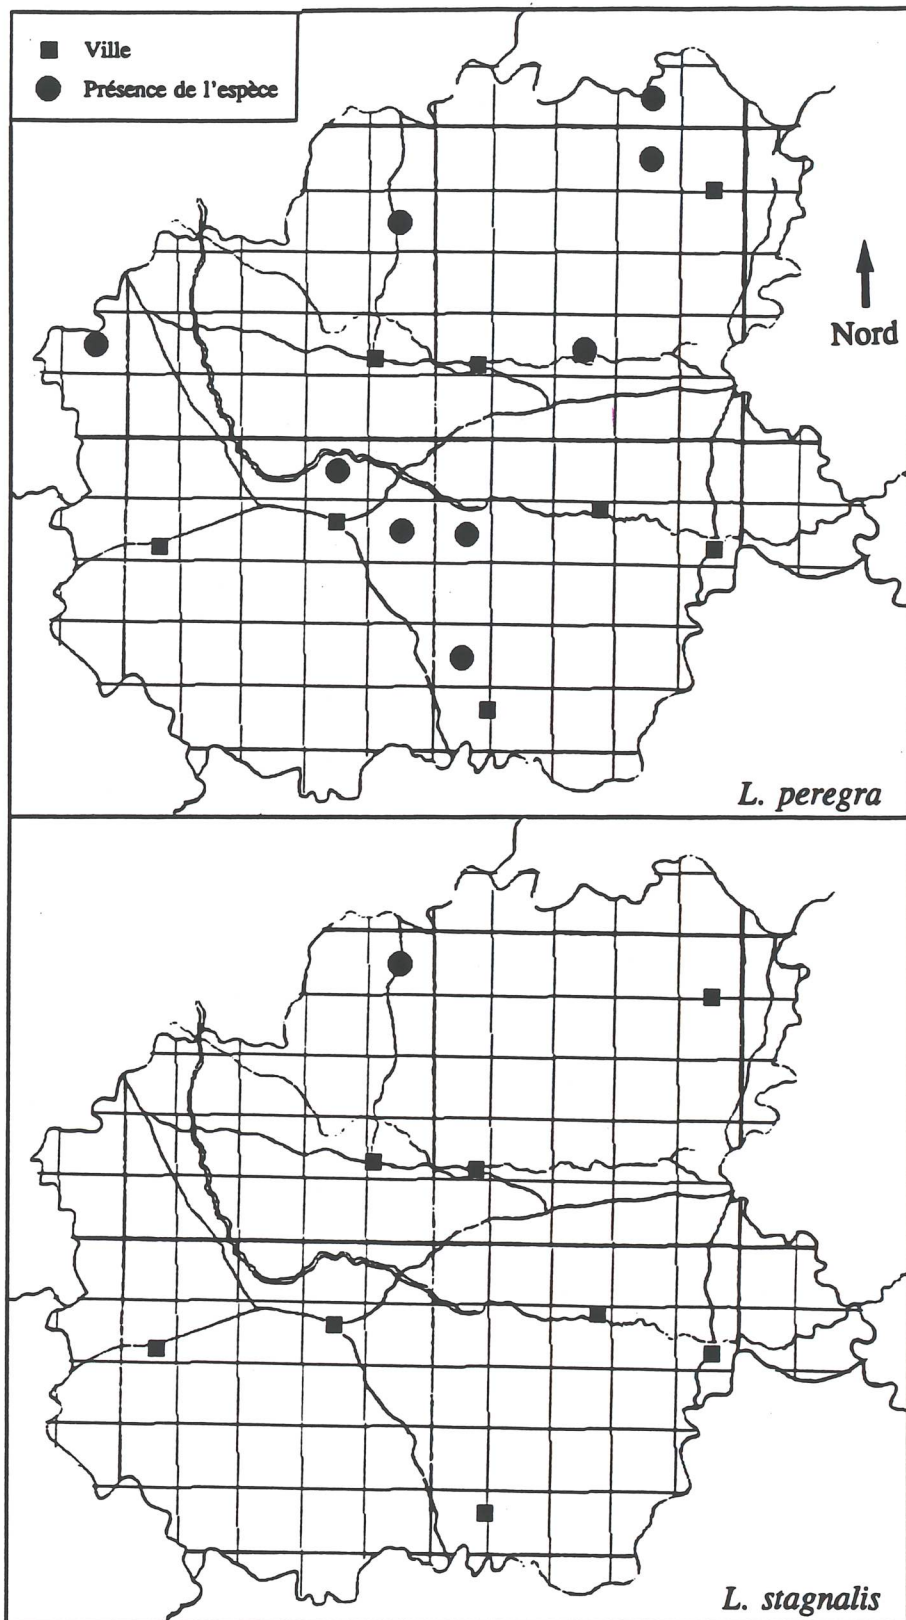 Ville
Présence de l'espèce
Nord
L. peregra
L. stagnalis